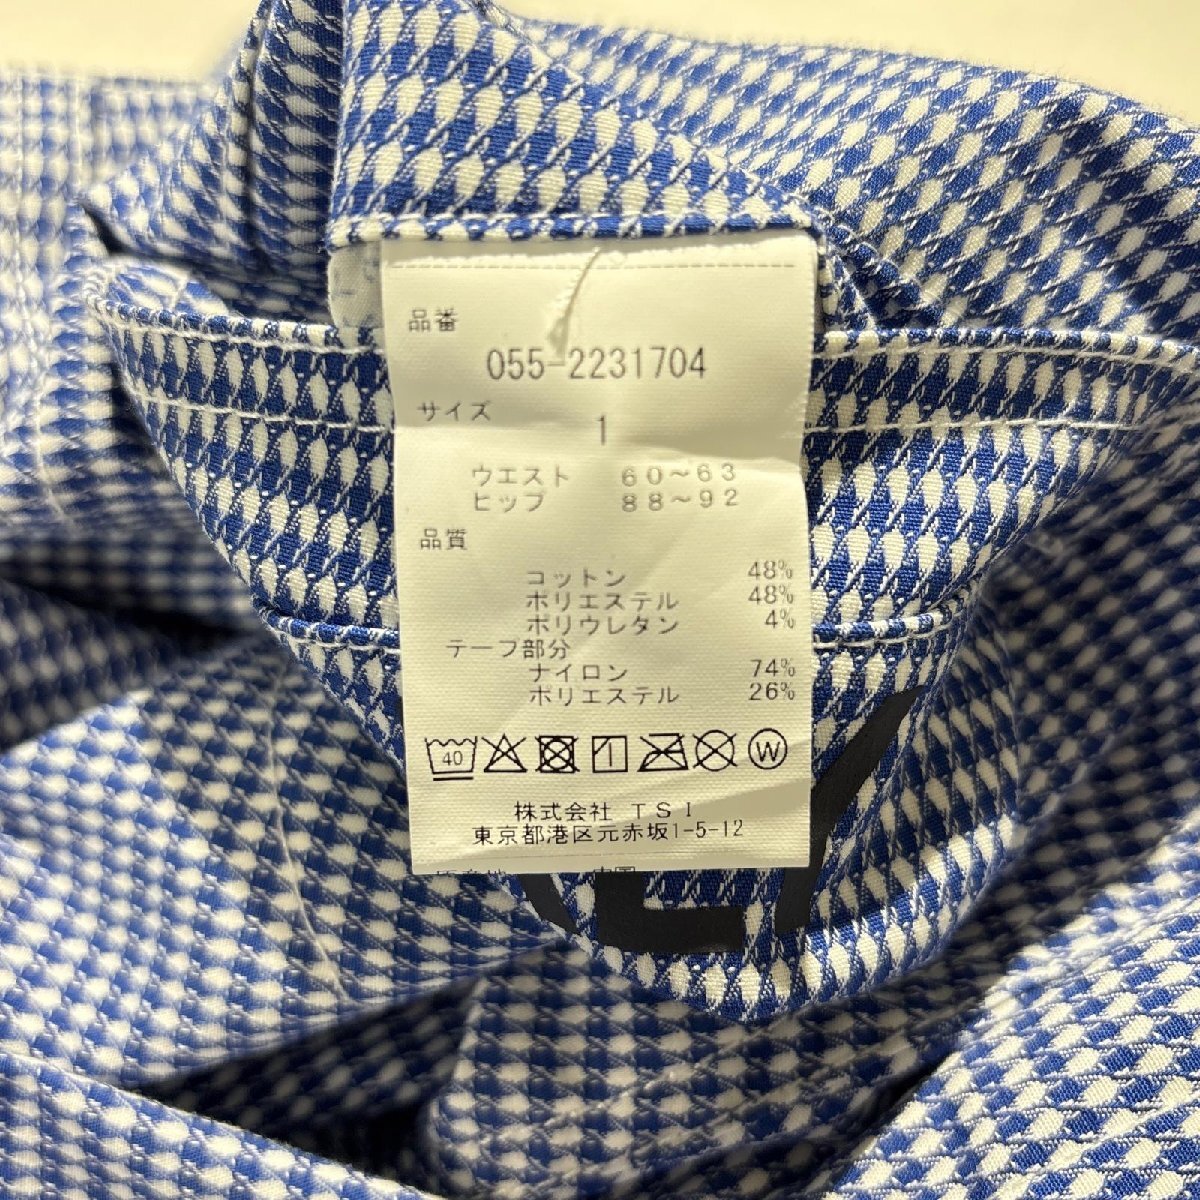 品番
055-2231704
サイズ
1
ウエスト 60～63
ヒップ 88～92
品質
コットン 48%
ポリエステル 48%
ポリウレタン 4%
テープ部分
ナイロン 74%
ポリエステル 26%
40 W
株式会社 TSI
東京都港区元赤坂1-5-12